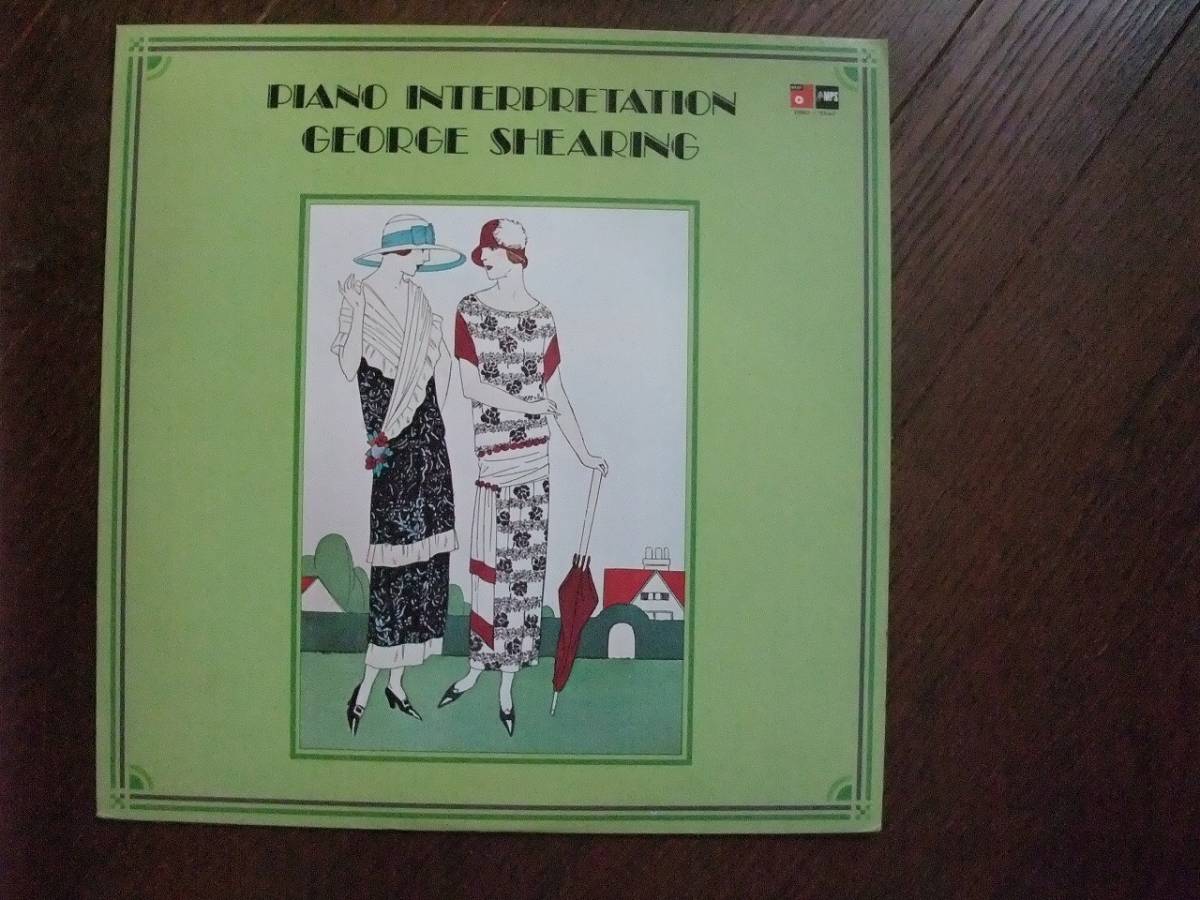 PIANO INTERPRETATION
GEORGE SHEARING
MPS